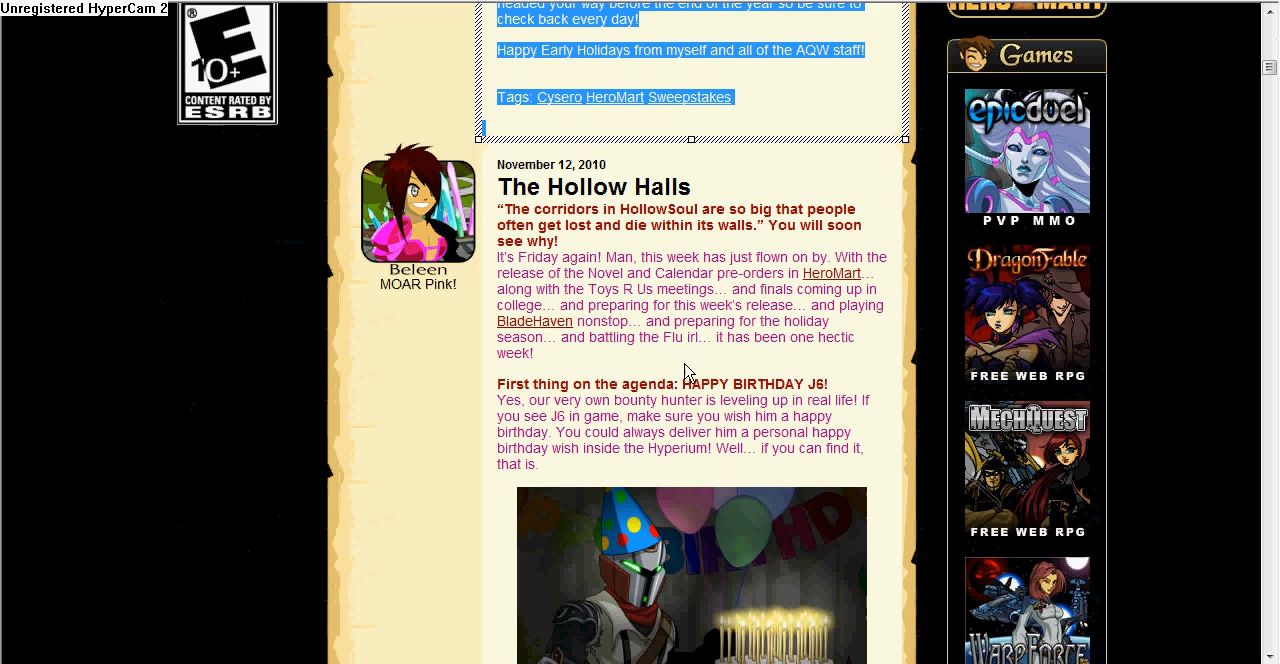 Unregistered HyperCam 2
®
E
10+
CONTENT RATED BY
ESRB
headed your way before the end of the year so be sure to
check back every day!
Happy Early Holidays from myself and all of the AQW staff!
Tags: Cysero HeroMart Sweepstakes
November 12, 2010
The Hollow Halls
“The corridors in HollowSoul are so big that people
often get lost and die within its walls.” You will soon
see why!
It’s Friday again! Man, this week has just flown on by. With the
release of the Novel and Calendar pre-orders in HeroMart…
along with the Toys R Us meetings… and finals coming up in
college… and preparing for this week’s release… and playing
BladeHaven nonstop… and preparing for the holiday
season… and battling the Flu irl… it has been one hectic
week!
First thing on the agenda: HAPPY BIRTHDAY J6!
Yes, our very own bounty hunter is leveling up in real life! If
you see J6 in game, make sure you wish him a happy
birthday. You could always deliver him a personal happy
birthday wish inside the Hyperium! Well… if you can find it,
that is.
Beleen
MOAR Pink!
HERO MART
Games
epicduel
PVP MMO
DragonFable
FREE WEB RPG
MechQuest
FREE WEB RPG
WarpForce